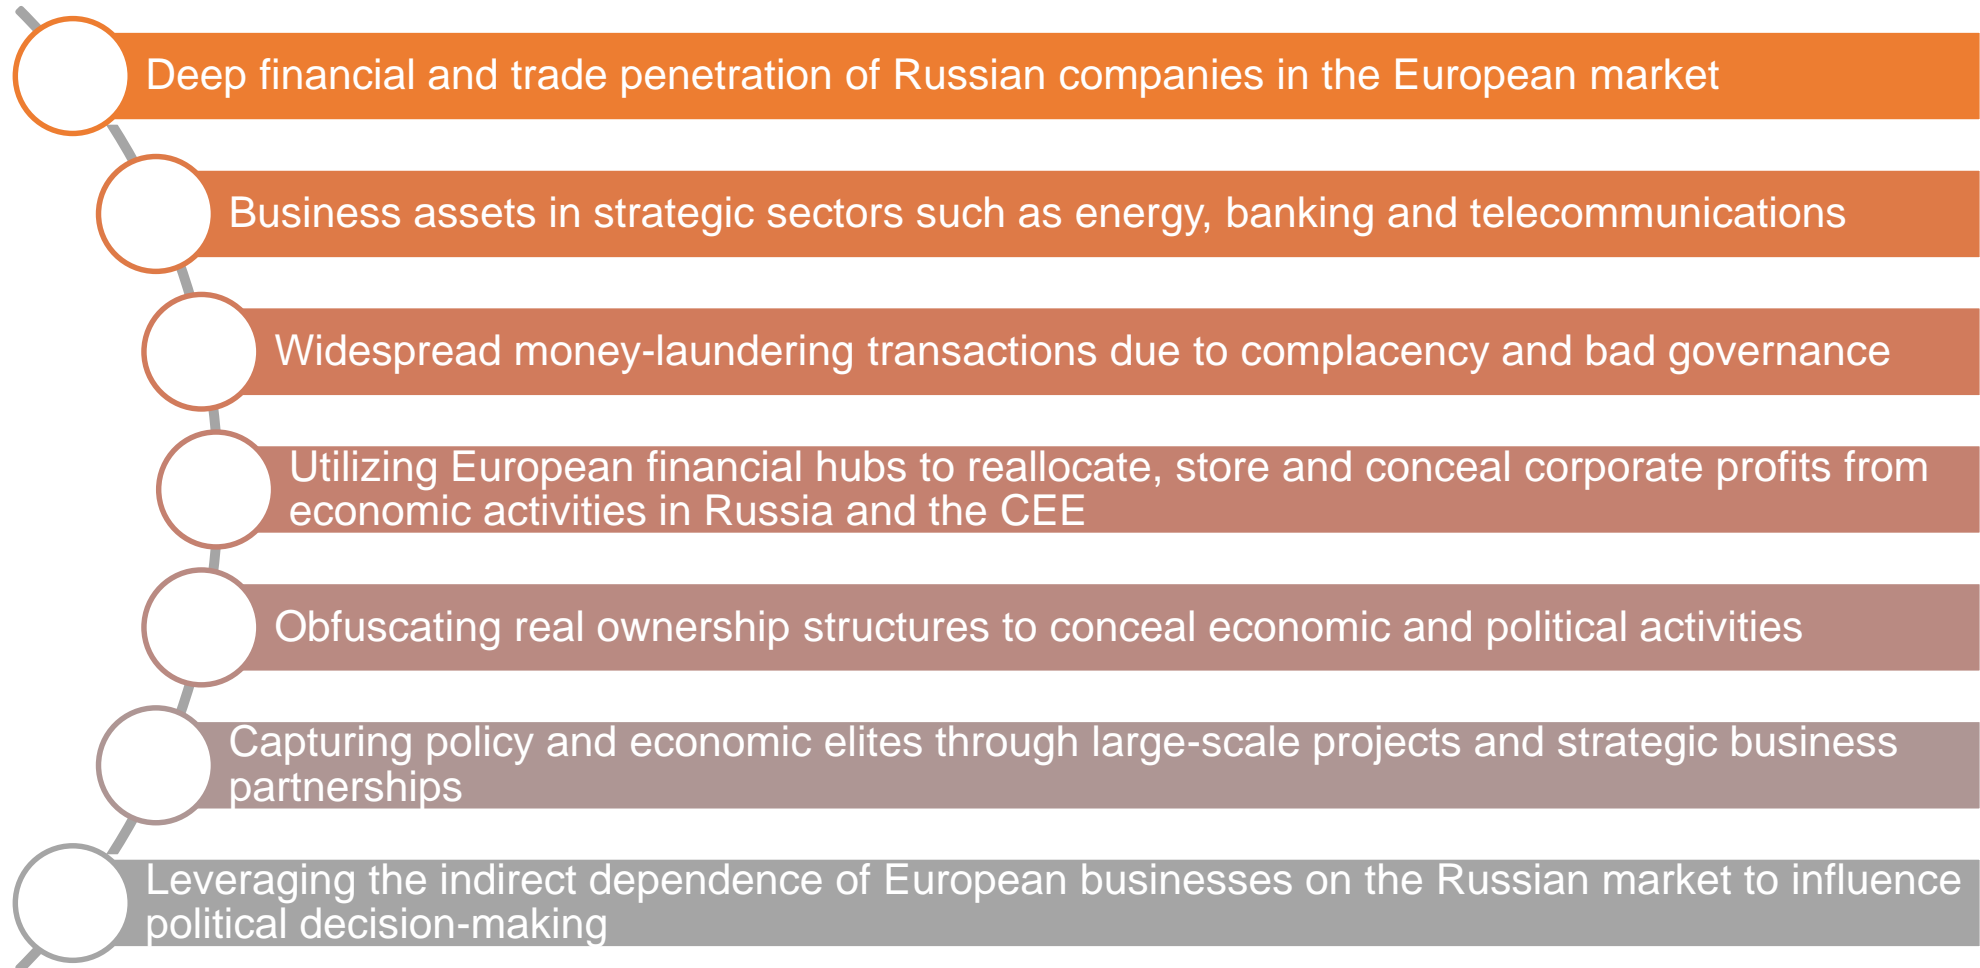 Deep financial and trade penetration of Russian companies in the European market
Business assets in strategic sectors such as energy, banking and telecommunications
Widespread money-laundering transactions due to complacency and bad governance
Utilizing European financial hubs to reallocate, store and conceal corporate profits from
economic activities in Russia and the CEE
Obfuscating real ownership structures to conceal economic and political activities
Capturing policy and economic elites through large-scale projects and strategic business
partnerships
Leveraging the indirect dependence of European businesses on the Russian market to influence
political decision-making